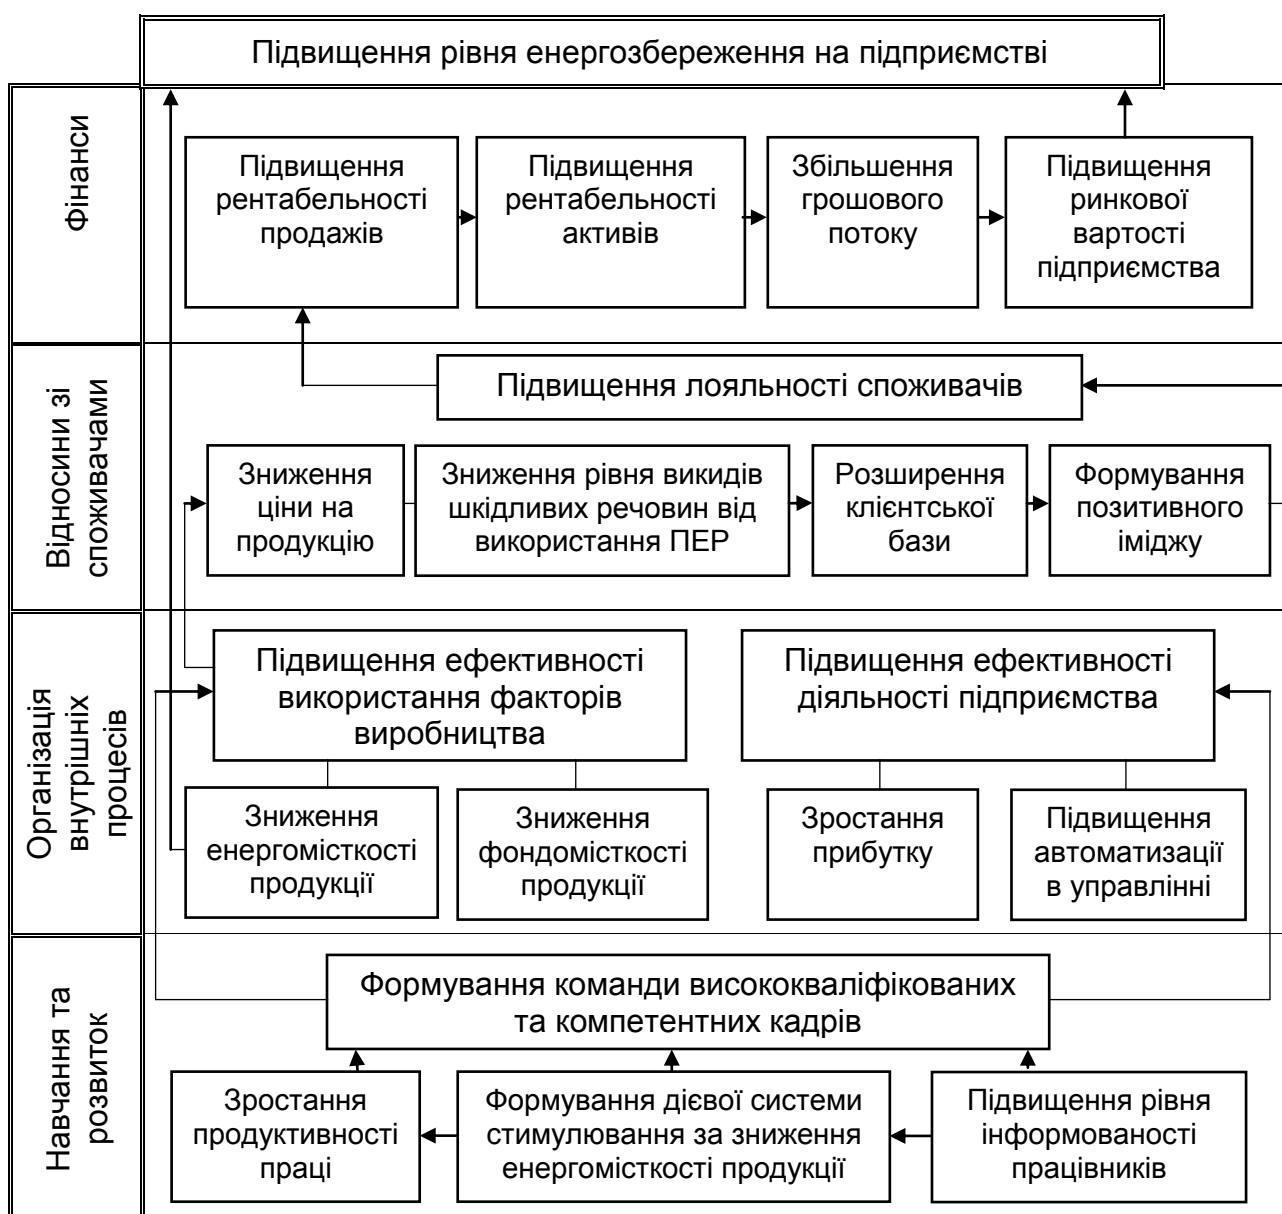 Підвищення рівня енергозбереження на підприємстві
Фінанси
Підвищення
рентабельності
продажів
Підвищення
рентабельності
активів
Збільшення
грошового
потоку
Підвищення
ринкової
вартості
підприємства
Відносини зі
споживачами
Підвищення лояльності споживачів
Зниження
ціни на
продукцію
Зниження рівня викидів
шкідливих речовин від
використання ПЕР
Розширення
клієнтської
бази
Формування
позитивного
іміджу
Організація
внутрішніх
процесів
Підвищення ефективності
використання факторів
виробництва
Підвищення ефективності
діяльності підприємства
Зниження
енергомісткості
продукції
Зниження
фондомісткості
продукції
Зростання
прибутку
Підвищення
автоматизації
в управлінні
Навчання та
розвиток
Формування команди висококваліфікованих
та компетентних кадрів
Зростання
продуктивності
праці
Формування дієвої системи
стимулювання за зниження
енергомісткості продукції
Підвищення рівня
інформованості
працівників